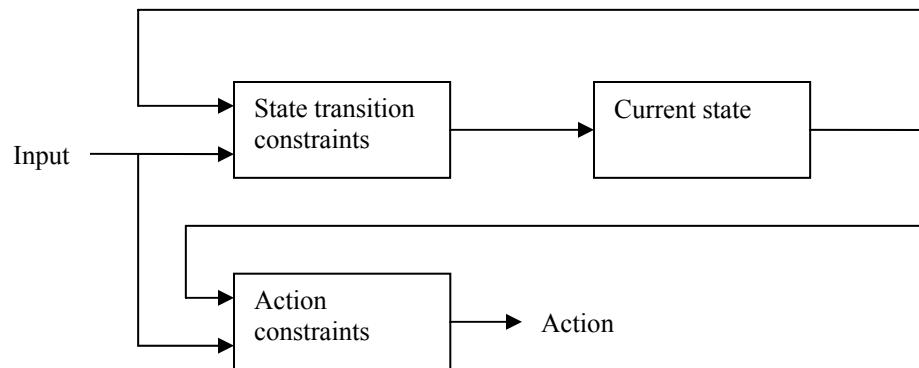 State transition
constraints
Current state
Input
Action
constraints
Action